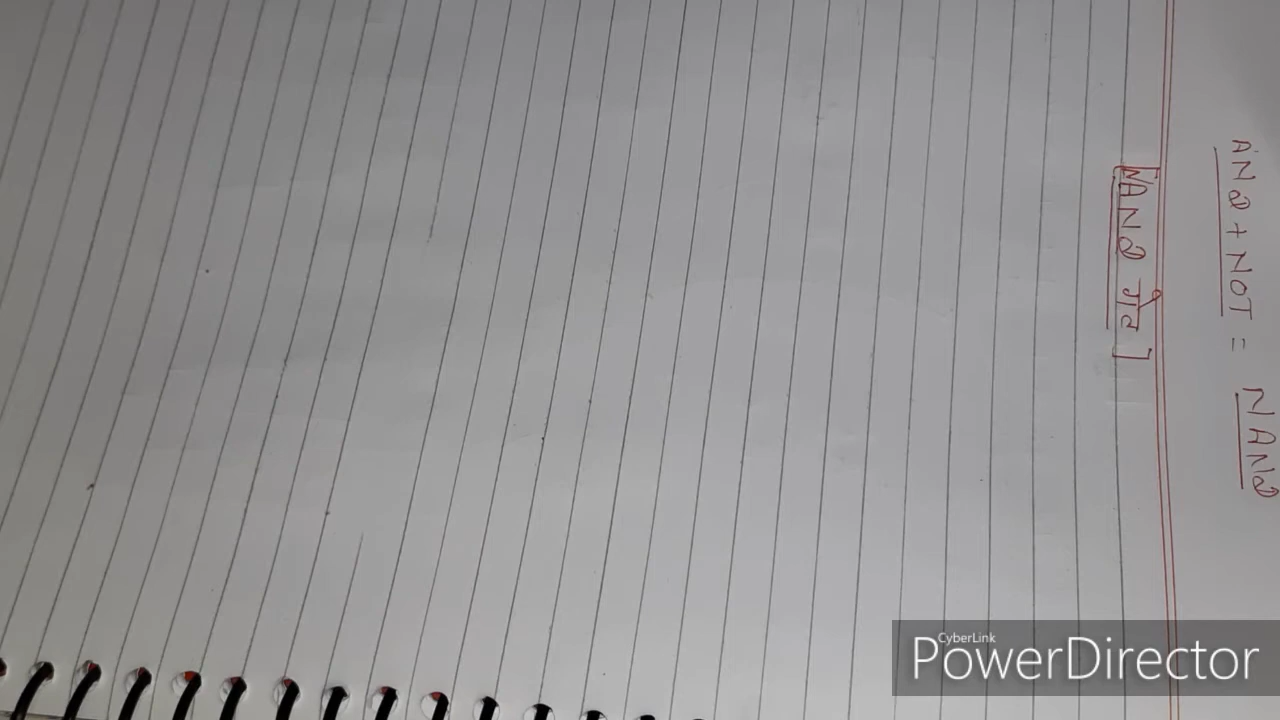 AND + NOT = NAND
[NAND गेट]
CyberLink
PowerDirector